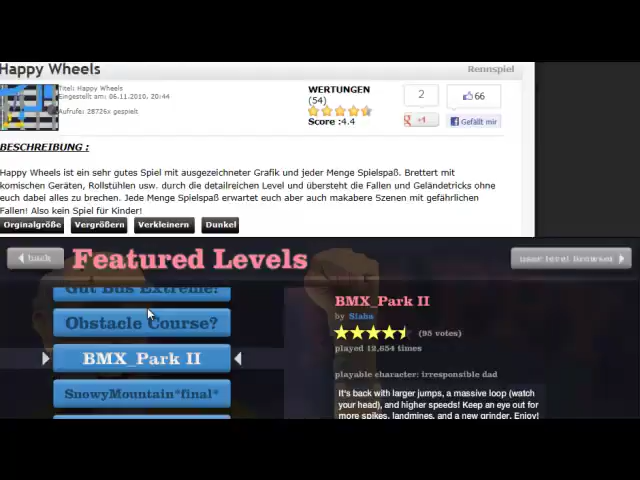 Happy Wheels
Rennspiel
Titel: Happy Wheels
Eingestellt am: 06.11.2010, 20:44
Aufrufe: 28726x gespielt
WERTUNGEN
(54)
Score :4.4
2
66
+1
Gefällt mir
BESCHREIBUNG :
Happy Wheels ist ein sehr gutes Spiel mit ausgezeichneter Grafik und jeder Menge Spielspaß. Brettert mit
komischen Geräten, Rollstühlen usw. durch die detailreichen Level und übersteht die Fallen und Geländetricks ohne
euch dabei alles zu brechen. Jede Menge Spielspaß erwartet euch aber auch makabere Szenen mit gefährlichen
Fallen! Also kein Spiel für Kinder!
Orginalgröße Vergrößern Verkleinern Dunkel
back
Featured Levels
user level browser
Gut Bus Extreme!
Obstacle Course?
BMX_Park II
SnowyMountain*final*
BMX_Park II
by Slaha
(95 votes)
played 12,654 times
playable character: irresponsible dad
It's back with larger jumps, a massive loop (watch
your head), and higher speeds! Keep an eye out for
more spikes, landmines, and a new grinder. Enjoy!